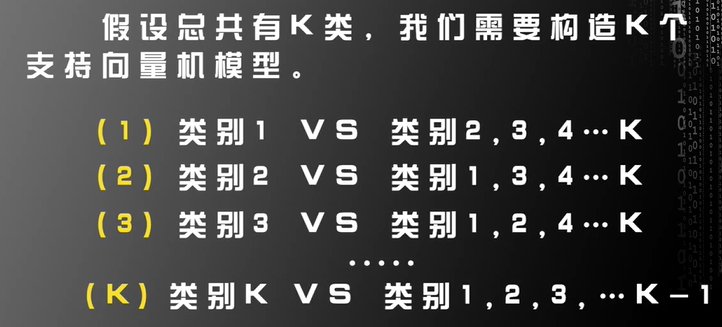 假设总共有K类，我们需要构造K个
支持向量机模型。
(1) 类别1 VS 类别2,3,4…K
(2) 类别2 VS 类别1,3,4…K
(3) 类别3 VS 类别1,2,4…K
.....
(K) 类别K VS 类别1,2,3,…K-1